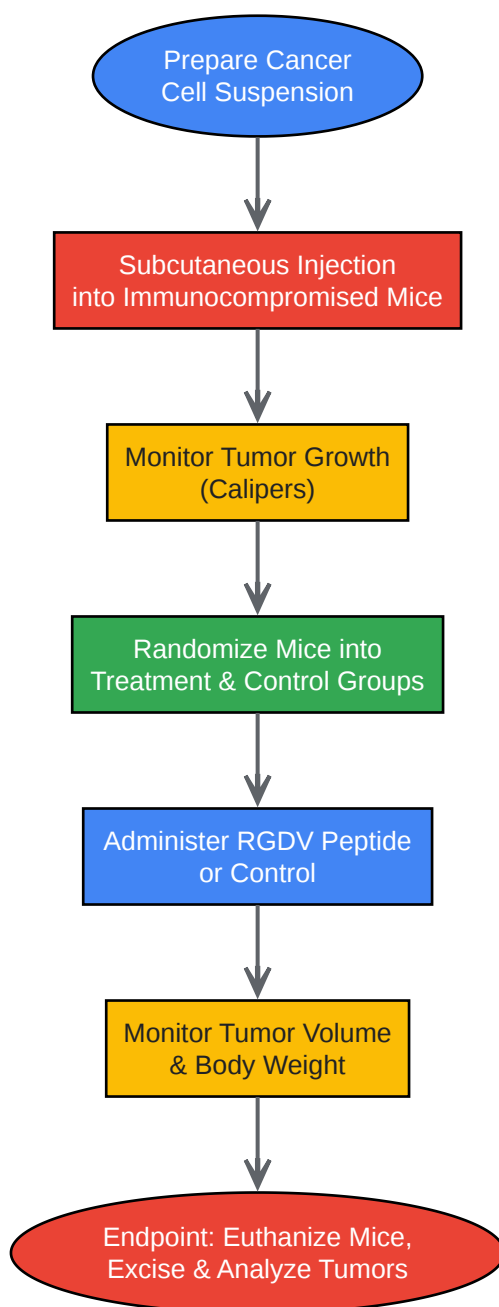 Prepare Cancer
Cell Suspension
Subcutaneous Injection
into Immunocompromised Mice
Monitor Tumor Growth
(Calipers)
Randomize Mice into
Treatment & Control Groups
Administer RGDV Peptide
or Control
Monitor Tumor Volume
& Body Weight
Endpoint: Euthanize Mice,
Excise & Analyze Tumors